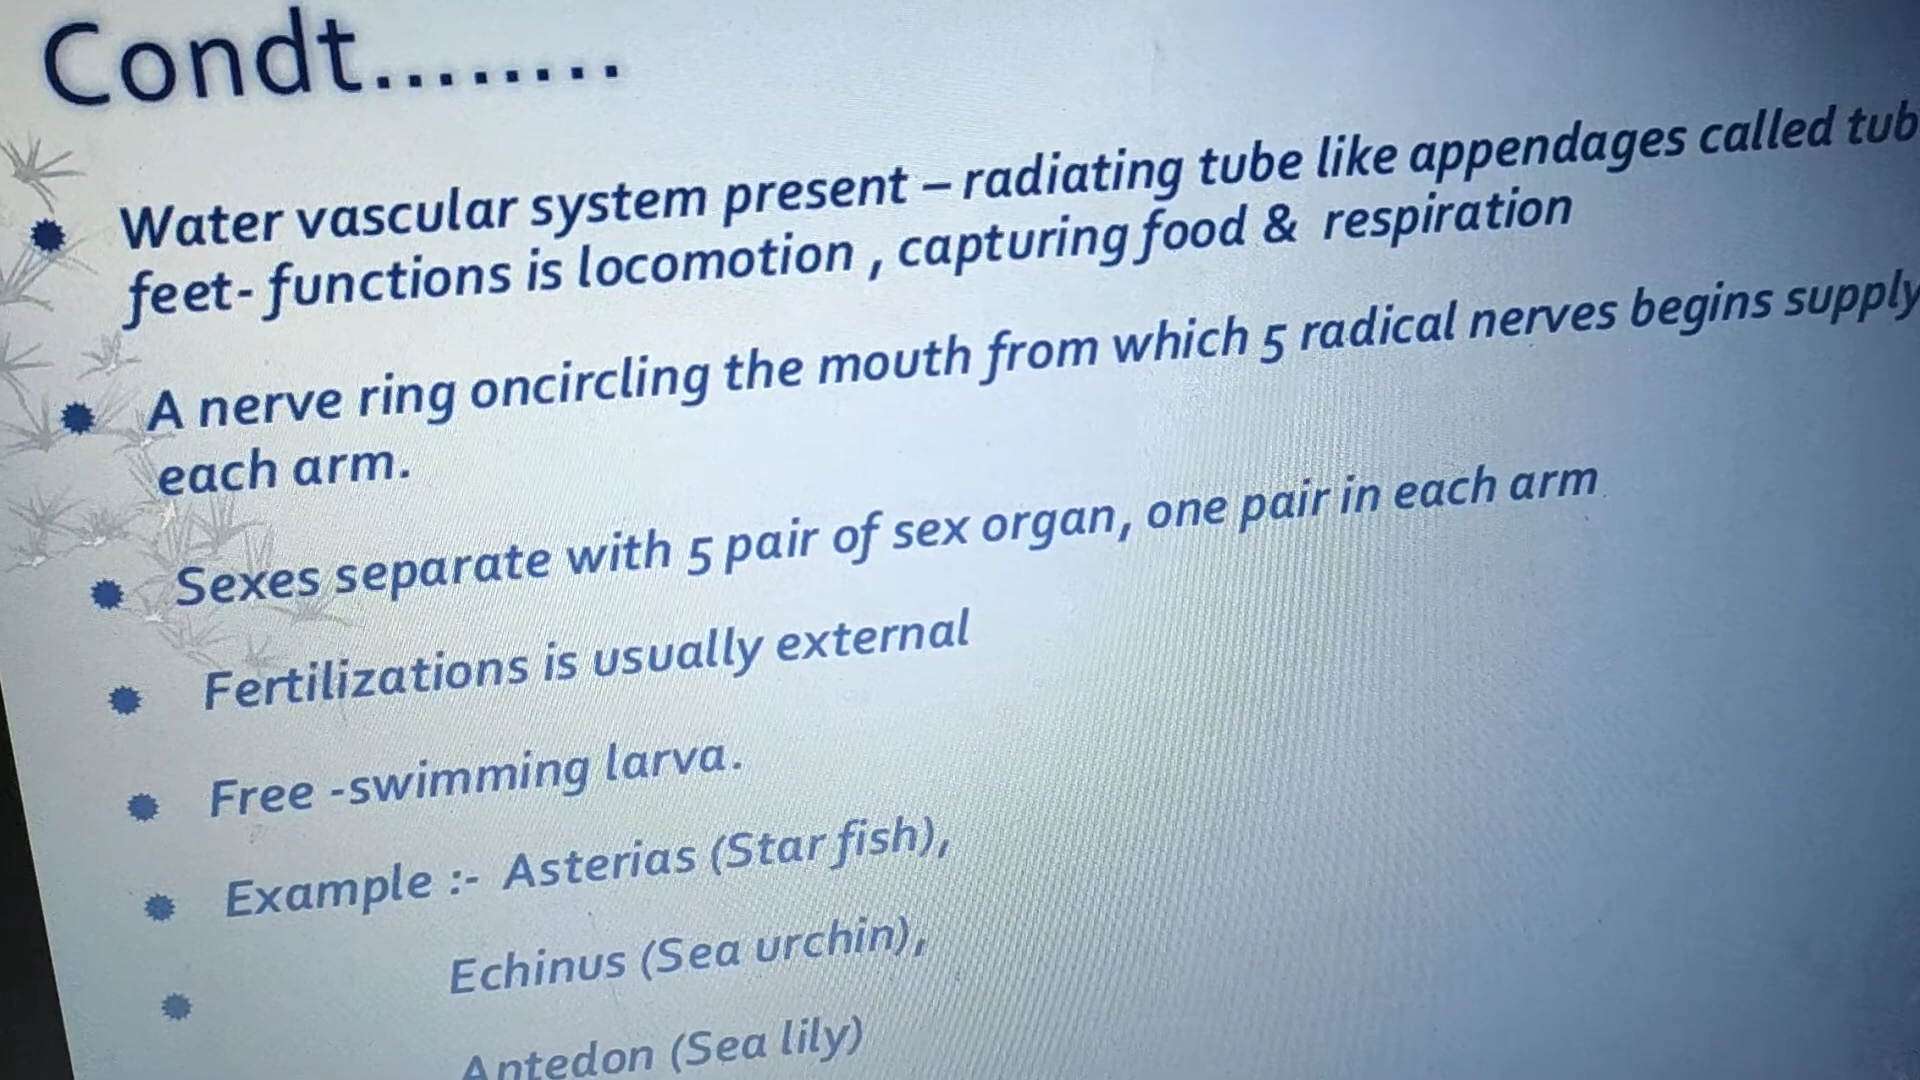 Condt........
Water vascular system present – radiating tube like appendages called tub
feet- functions is locomotion , capturing food & respiration
A nerve ring oncircling the mouth from which 5 radical nerves begins supply
each arm.
Sexes separate with 5 pair of sex organ, one pair in each arm
Fertilizations is usually external
Free -swimming larva.
Example :- Asterias (Star fish),
Echinus (Sea urchin),
Antedon (Sea lily)